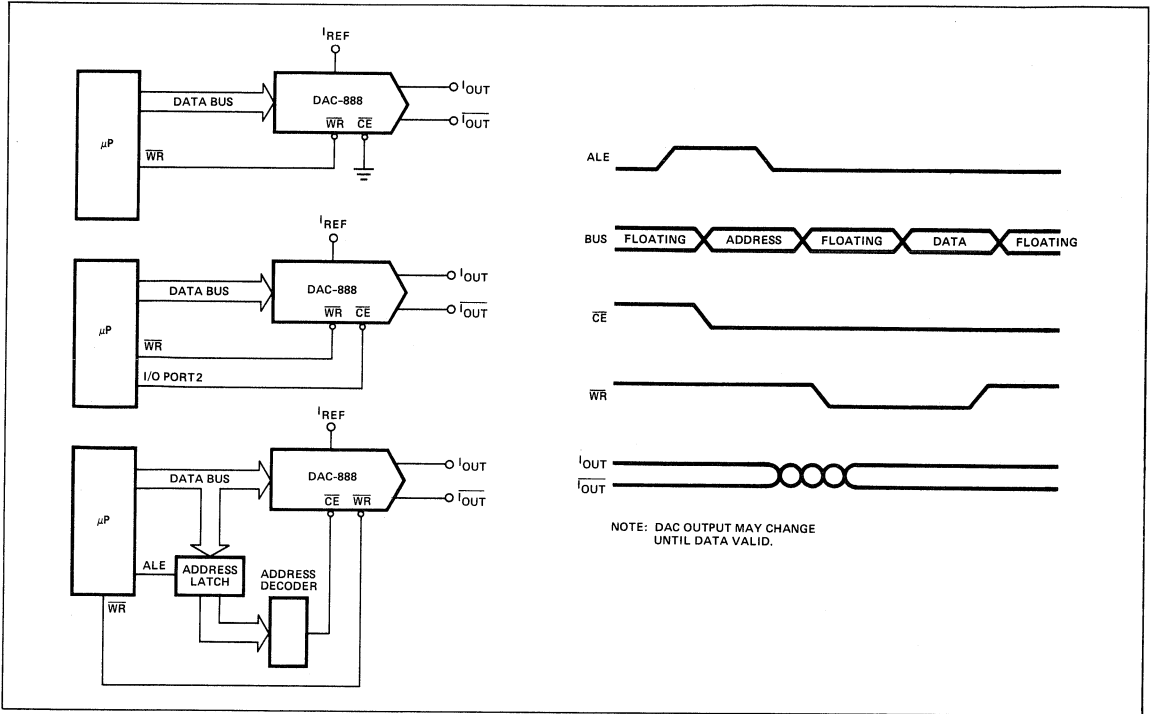 IREF
DATA BUS
DAC-888
IOUT
IOUT
WR CE
μP
WR
IREF
DATA BUS
DAC-888
IOUT
IOUT
WR CE
μP
WR
I/O PORT2
IREF
DATA BUS
DAC-888
IOUT
IOUT
CE WR
μP
ALE
ADDRESS
LATCH
ADDRESS
DECODER
WR
ALE
BUS FLOATING ADDRESS FLOATING DATA FLOATING
CE
WR
IOUT
IOUT
NOTE: DAC OUTPUT MAY CHANGE
UNTIL DATA VALID.